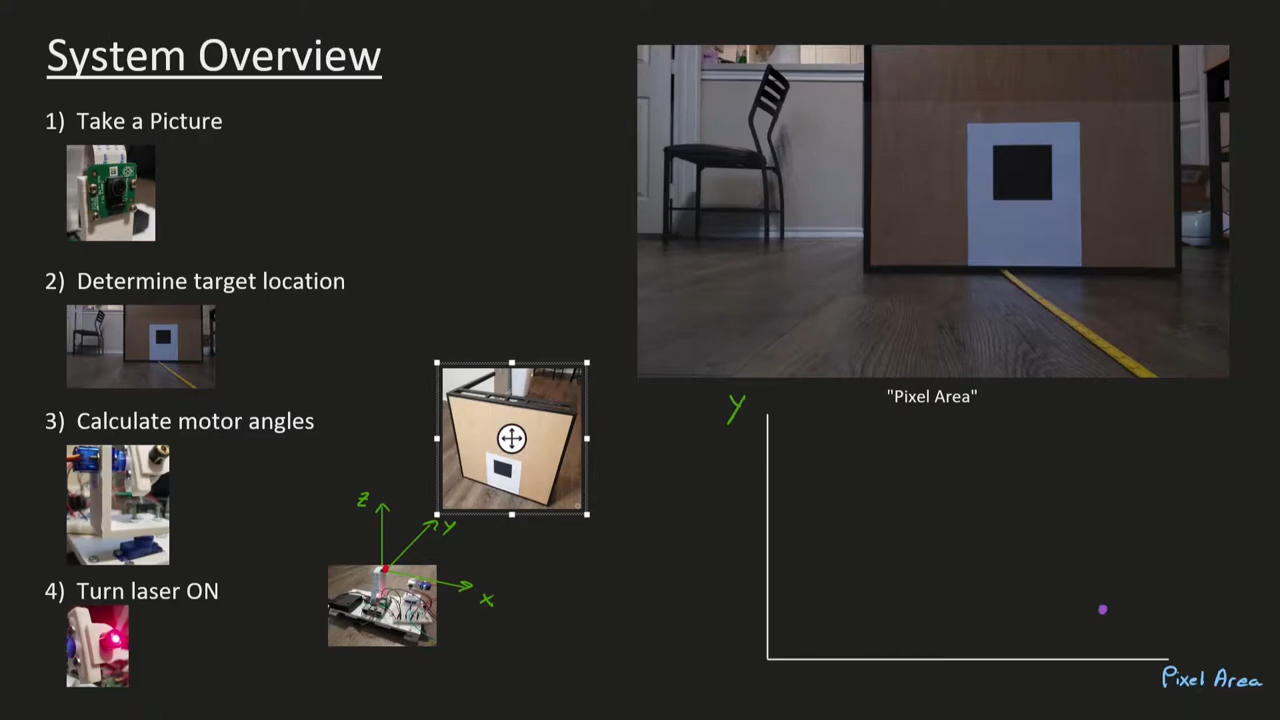 System Overview
1) Take a Picture
2) Determine target location
3) Calculate motor angles
4) Turn laser ON
z
y
x
"Pixel Area"
y
Pixel Area